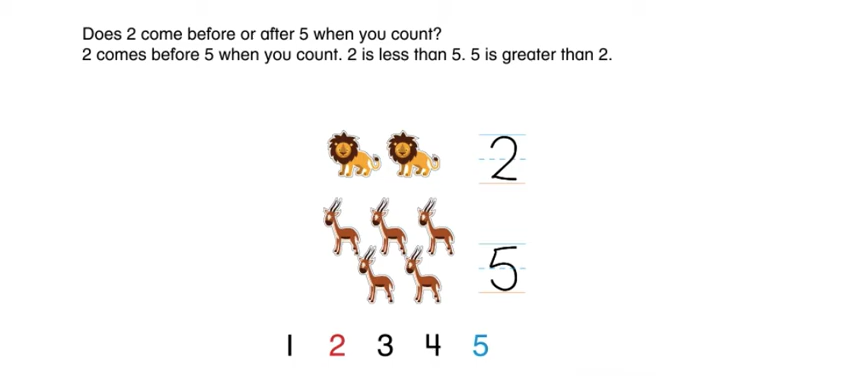 Does 2 come before or after 5 when you count?
2 comes before 5 when you count. 2 is less than 5. 5 is greater than 2.
2
5
1 2 3 4 5